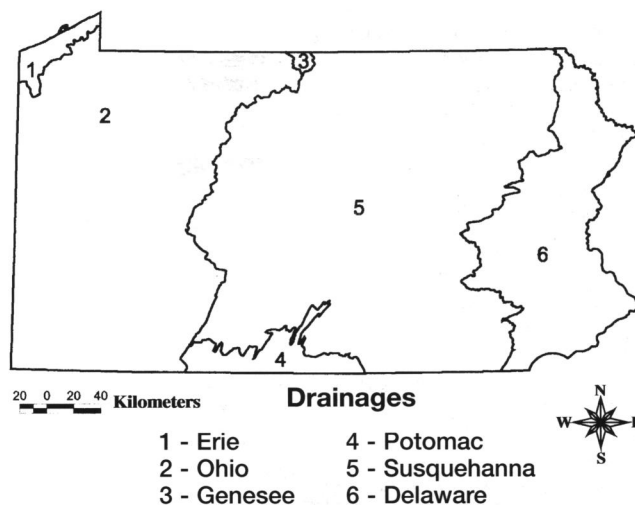 1
2
3
4
5
6
20 0 20 40 Kilometers
Drainages
1 - Erie
2 - Ohio
3 - Genesee
4 - Potomac
5 - Susquehanna
6 - Delaware
N
W
S